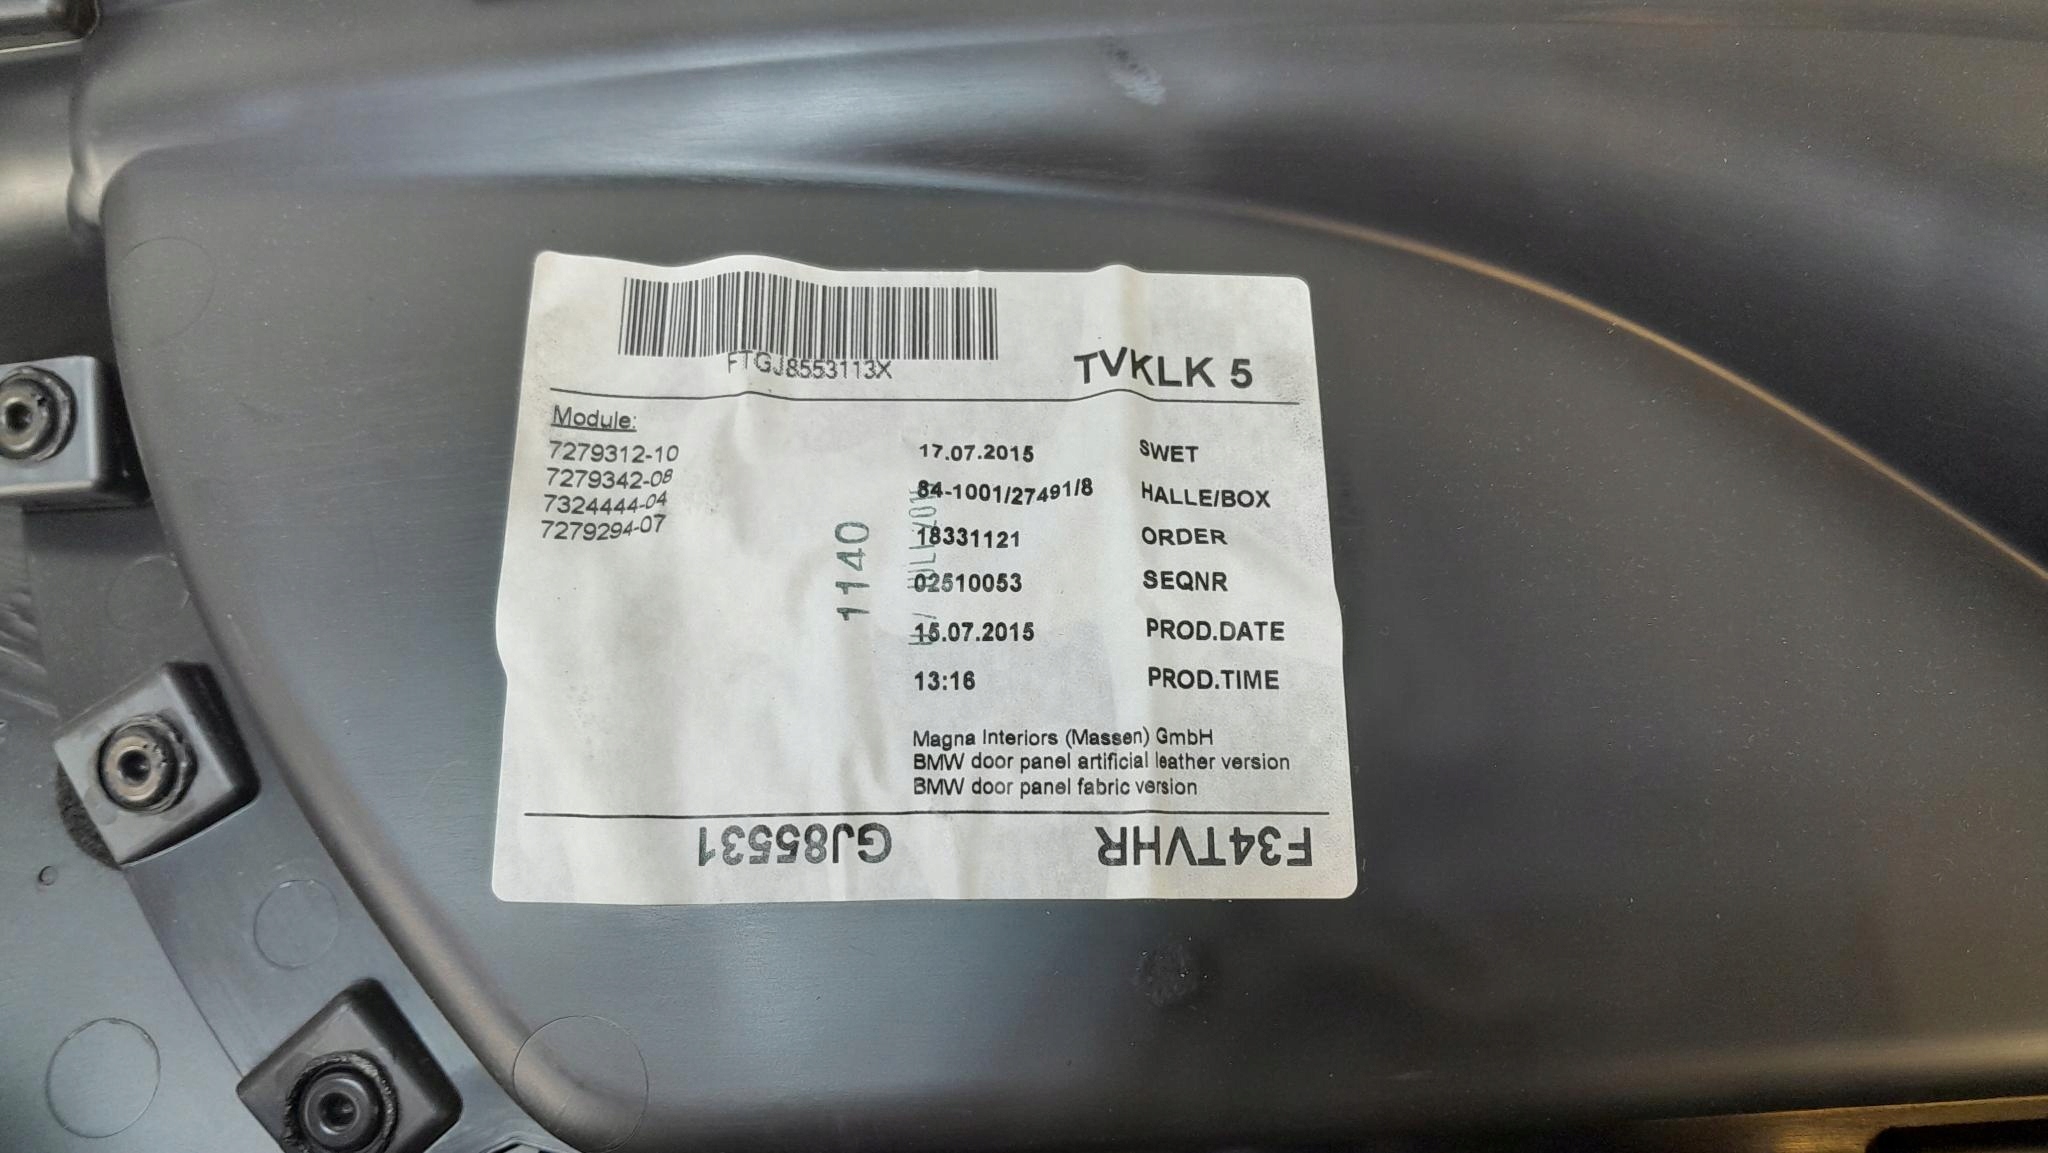 FTGJ8553113X
TVKLK 5
Module:
7279312-10
7279342-08
7324444-04
7279294-07
1140
17.07.2015 SWET
84-1001/27491/8 HALLE/BOX
18331121 ORDER
02510053 SEQNR
15.07.2015 PROD.DATE
13:16 PROD.TIME
Magna Interiors (Massen) GmbH
BMW door panel artificial leather version
BMW door panel fabric version
F34TVHR GJ85531